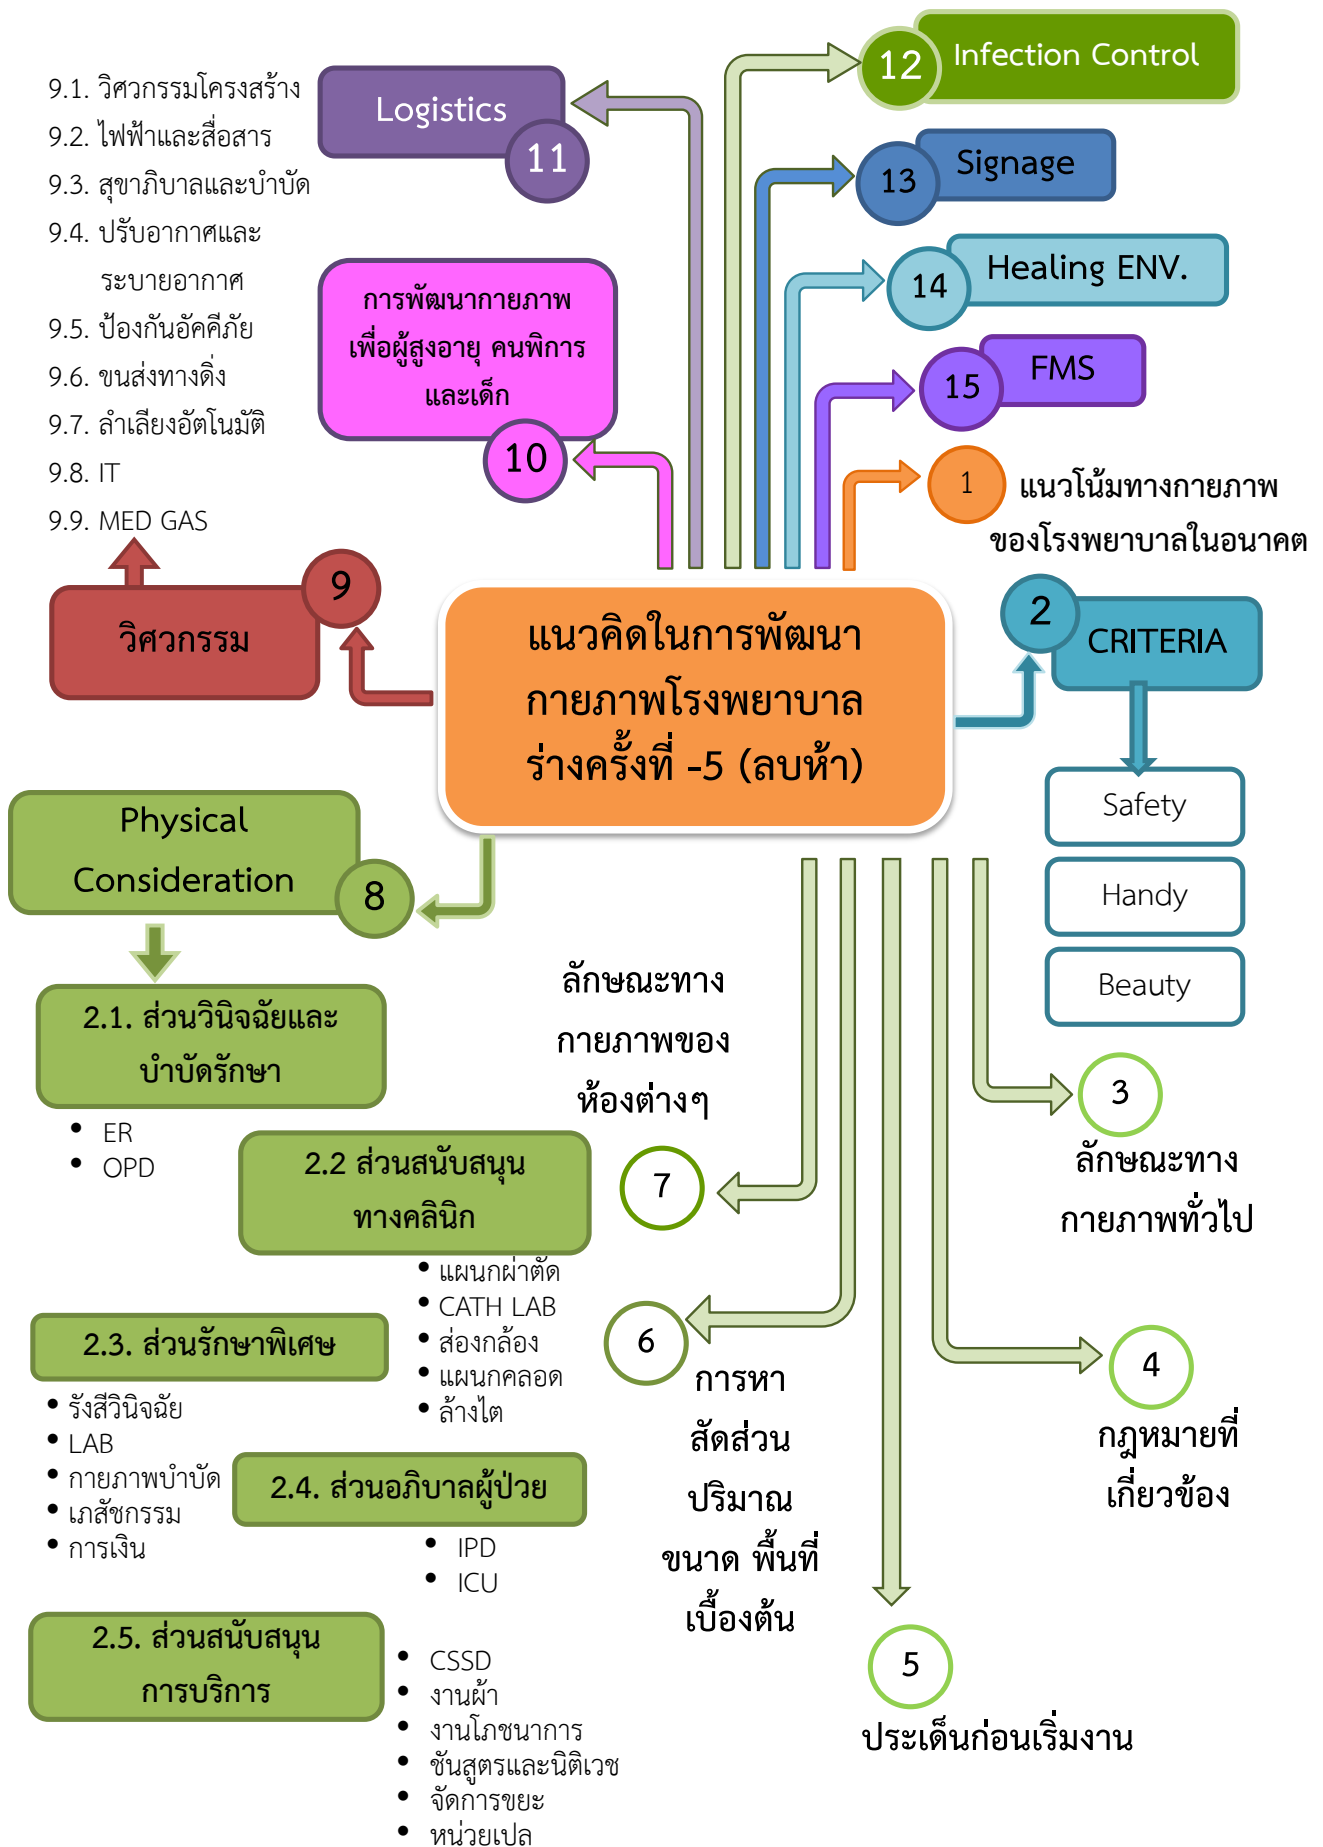 9.1. วิศวกรรมโครงสร้าง
9.2. ไฟฟ้าและสื่อสาร
9.3. สุขาภิบาลและบำบัด
9.4. ปรับอากาศและ
ระบายอากาศ
9.5. ป้องกันอัคคีภัย
9.6. ขนส่งทางดิ่ง
9.7. ลำเลียงอัตโนมัติ
9.8. IT
9.9. MED GAS
Logistics
11
12
Infection Control
13
Signage
14
Healing ENV.
15
FMS
การพัฒนากายภาพ
เพื่อผู้สูงอายุ คนพิการ
และเด็ก
10
1
แนวโน้มทางกายภาพ
ของโรงพยาบาลในอนาคต
9
วิศวกรรม
แนวคิดในการพัฒนา
กายภาพโรงพยาบาล
ร่างครั้งที่ -5 (ลบห้า)
2
CRITERIA
Safety
Handy
Beauty
Physical
Consideration
8
2.1. ส่วนวินิจฉัยและ
บำบัดรักษา
• ER
• OPD
2.2 ส่วนสนับสนุน
ทางคลินิก
• แผนกผ่าตัด
• CATH LAB
• ส่องกล้อง
• แผนกคลอด
• ล้างไต
2.3. ส่วนรักษาพิเศษ
• รังสีวินิจฉัย
• LAB
• กายภาพบำบัด
• เภสัชกรรม
• การเงิน
2.4. ส่วนอภิบาลผู้ป่วย
• IPD
• ICU
2.5. ส่วนสนับสนุน
การบริการ
• CSSD
• งานผ้า
• งานโภชนาการ
• ชันสูตรและนิติเวช
• จัดการขยะ
• หน่วยเปล
ลักษณะทาง
กายภาพของ
ห้องต่างๆ
7
6
การหา
สัดส่วน
ปริมาณ
ขนาด พื้นที่
เบื้องต้น
3
ลักษณะทาง
กายภาพทั่วไป
4
กฎหมายที่
เกี่ยวข้อง
5
ประเด็นก่อนเริ่มงาน